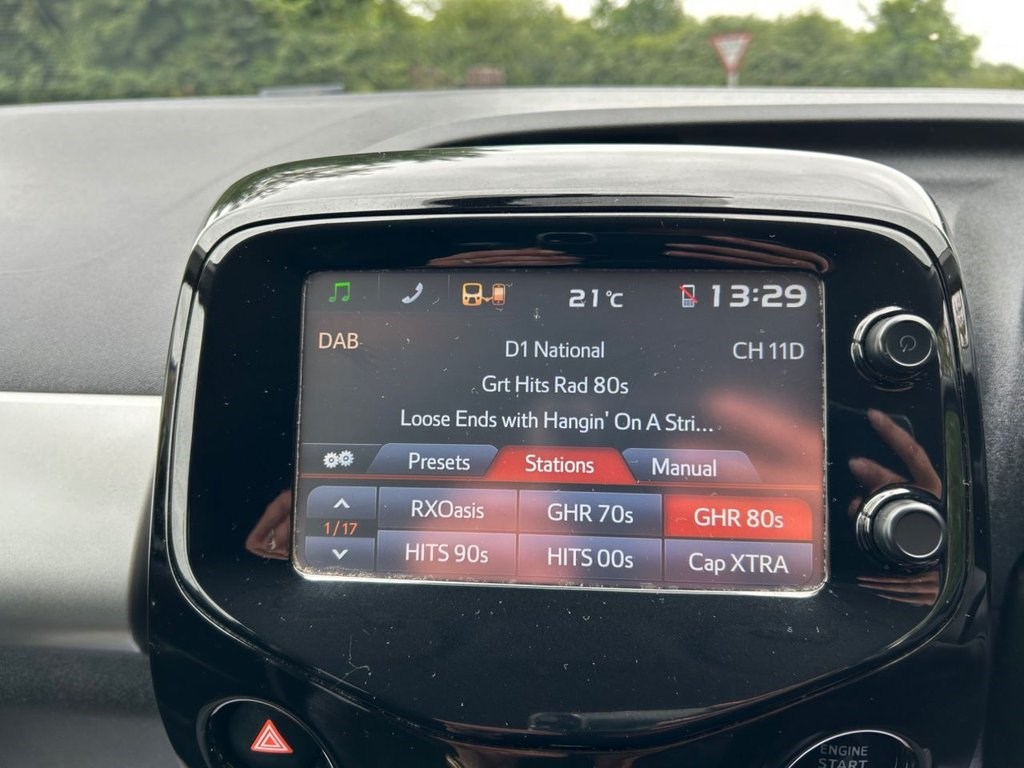 21°C 13:29
DAB D1 National CH 11D
Grt Hits Rad 80s
Loose Ends with Hangin' On A Stri...
Presets Stations Manual
RXOasis GHR 70s GHR 80s
1/17
HITS 90s HITS 00s Cap XTRA
ENGINE
START